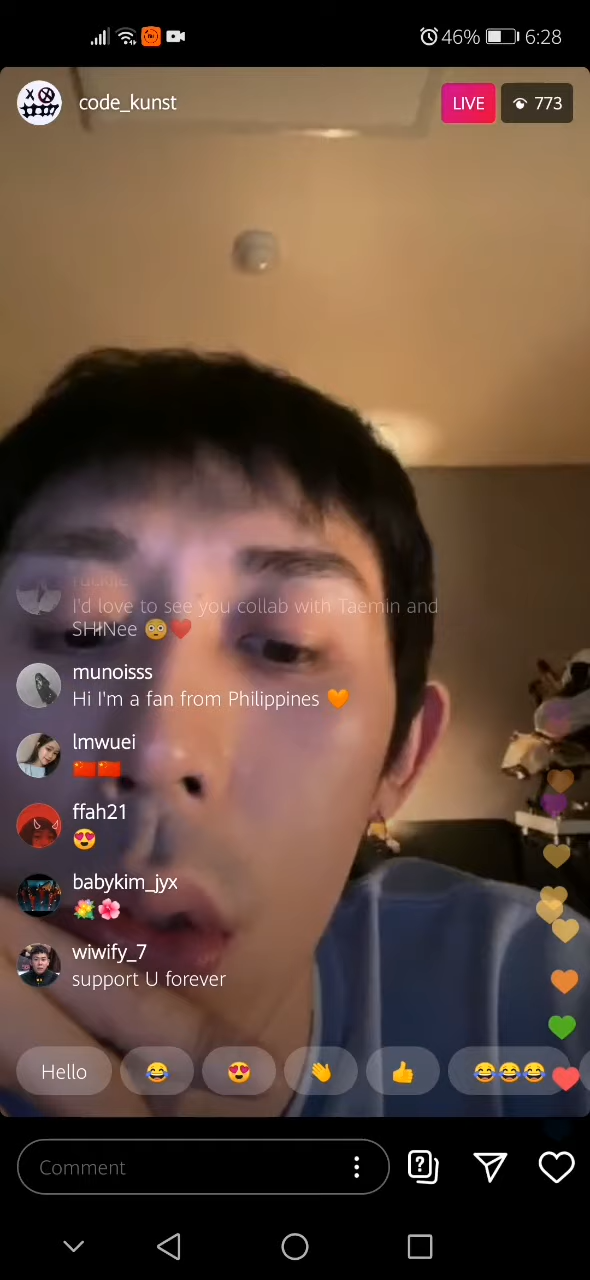 46% 6:28
code_kunst LIVE 773
I'd love to see you collab with Taemin and
SHINee 😳❤️
munoisss
Hi I'm a fan from Philippines 🧡
lmwuei
🇨🇳🇨🇳
ffah21
😍
babykim_jyx
💐🌺
wiwify_7
support U forever
Hello 😂 😍 👋 👍 😂😂😂
Comment